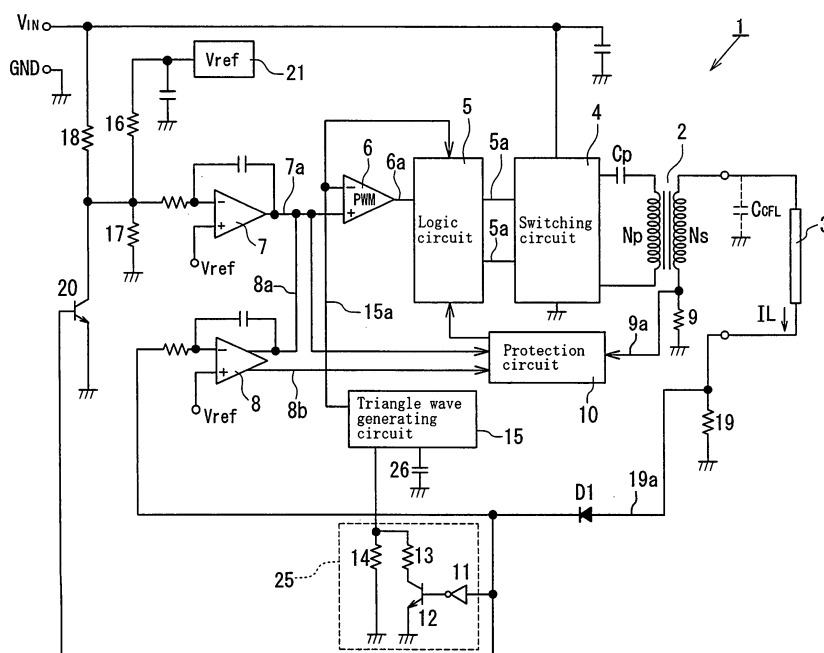 VIN
GND
1
Vref
21
18
16
17
7a
7
Vref
6
PWM
6a
5
Logic
circuit
5a
5a
4
Switching
circuit
Cp
2
Np
Ns
CCFL
3
IL
9
9a
20
8a
15a
8
8b
Vref
Protection
circuit
10
Triangle wave
generating
circuit
15
26
19
D1
19a
25
14
13
11
12